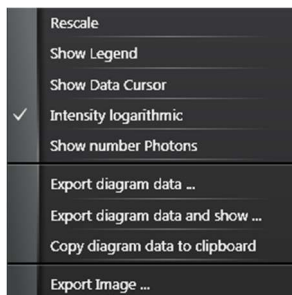 Rescale
Show Legend
Show Data Cursor
Intensity logarithmic
Show number Photons
Export diagram data ...
Export diagram data and show ...
Copy diagram data to clipboard
Export Image ...